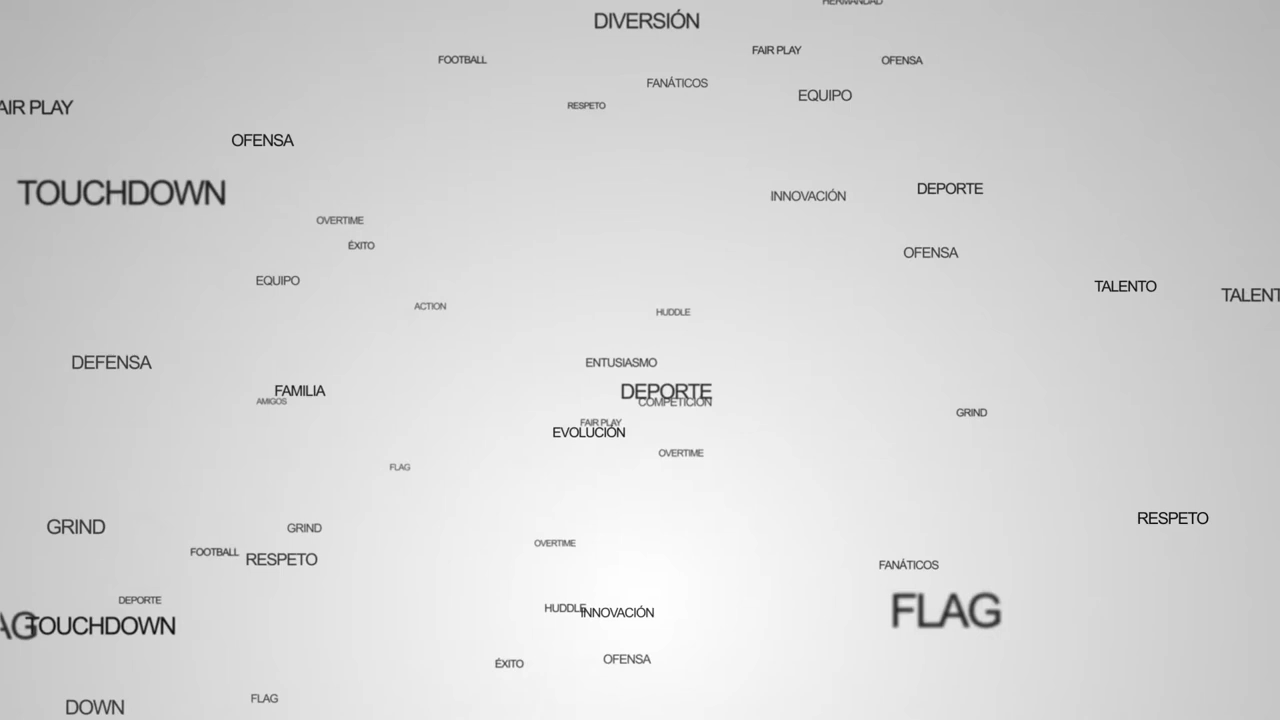 HERMANDAD
DIVERSIÓN
FAIR PLAY
FOOTBALL
OFENSA
FANÁTICOS
EQUIPO
RESPETO
AIR PLAY
OFENSA
DEPORTE
TOUCHDOWN
INNOVACIÓN
OVERTIME
ÉXITO
OFENSA
EQUIPO
TALENTO
TALENT
ACTION
HUDDLE
DEFENSA
ENTUSIASMO
FAMILIA
DEPORTE
AMIGOS
COMPETICIÓN
GRIND
FAIR PLAY
EVOLUCIÓN
OVERTIME
FLAG
RESPETO
GRIND
GRIND
OVERTIME
FOOTBALL
RESPETO
FANÁTICOS
DEPORTE
HUDDLE
INNOVACIÓN
FLAG
AG
TOUCHDOWN
OFENSA
ÉXITO
FLAG
DOWN